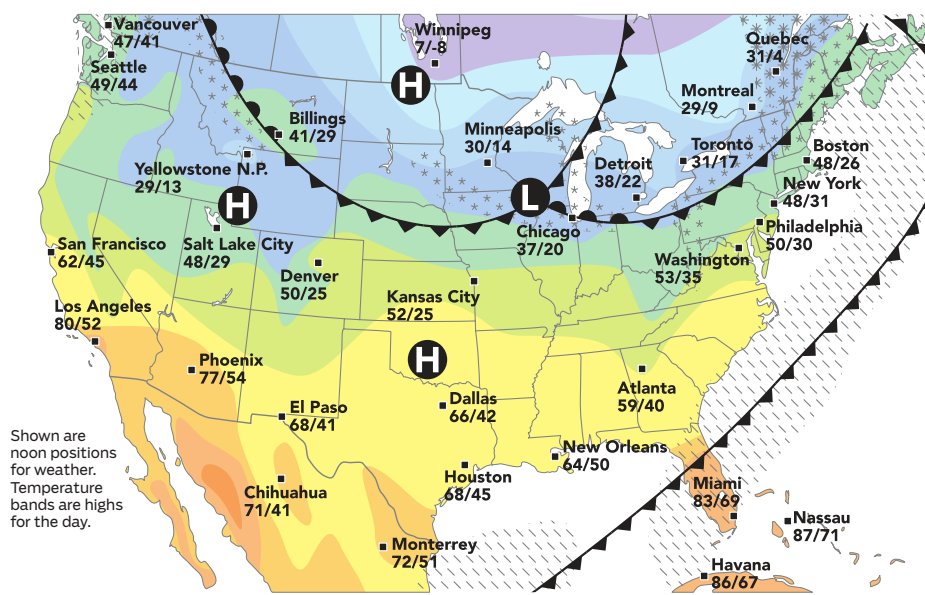 Vancouver
47/41
Seattle
49/44
Winnipeg
7/-8
H
Quebec
31/4
Montreal
29/9
Billings
41/29
Minneapolis
30/14
Toronto
31/17
Boston
48/26
Detroit
38/22
Yellowstone N.P.
29/13
H
L
New York
48/31
Chicago
37/20
Philadelphia
50/30
San Francisco
62/45
Salt Lake City
48/29
Washington
53/35
Denver
50/25
Kansas City
52/25
Los Angeles
80/52
H
Phoenix
77/54
Atlanta
59/40
Dallas
66/42
El Paso
68/41
Shown are
noon positions
for weather.
Temperature
bands are highs
for the day.
New Orleans
64/50
Houston
68/45
Chihuahua
71/41
Miami
83/69
Nassau
87/71
Monterrey
72/51
Havana
86/67